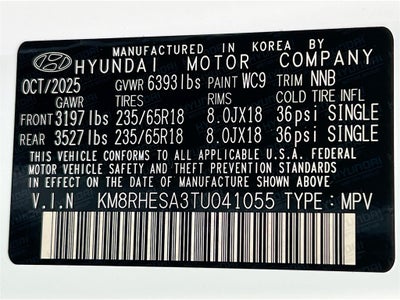 MANUFACTURED IN KOREA BY
HYUNDAI MOTOR COMPANY
OCT/2025 GVWR 6393lbs PAINT WC9 TRIM NNB
GAWR TIRES RIMS COLD TIRE INFL
FRONT 3197lbs 235/65R18 8.0JX18 36psi SINGLE
REAR 3527lbs 235/65R18 8.0JX18 36psi SINGLE
THIS VEHICLE CONFORMS TO ALL APPLICABLE U.S.A. FEDERAL
MOTOR VEHICLE SAFETY AND THEFT PREVENTION STANDARDS
IN EFFECT ON THE DATE OF MANUFACTURE SHOWN ABOVE.
V.I.N KM8RHESA3TU041055 TYPE : MPV